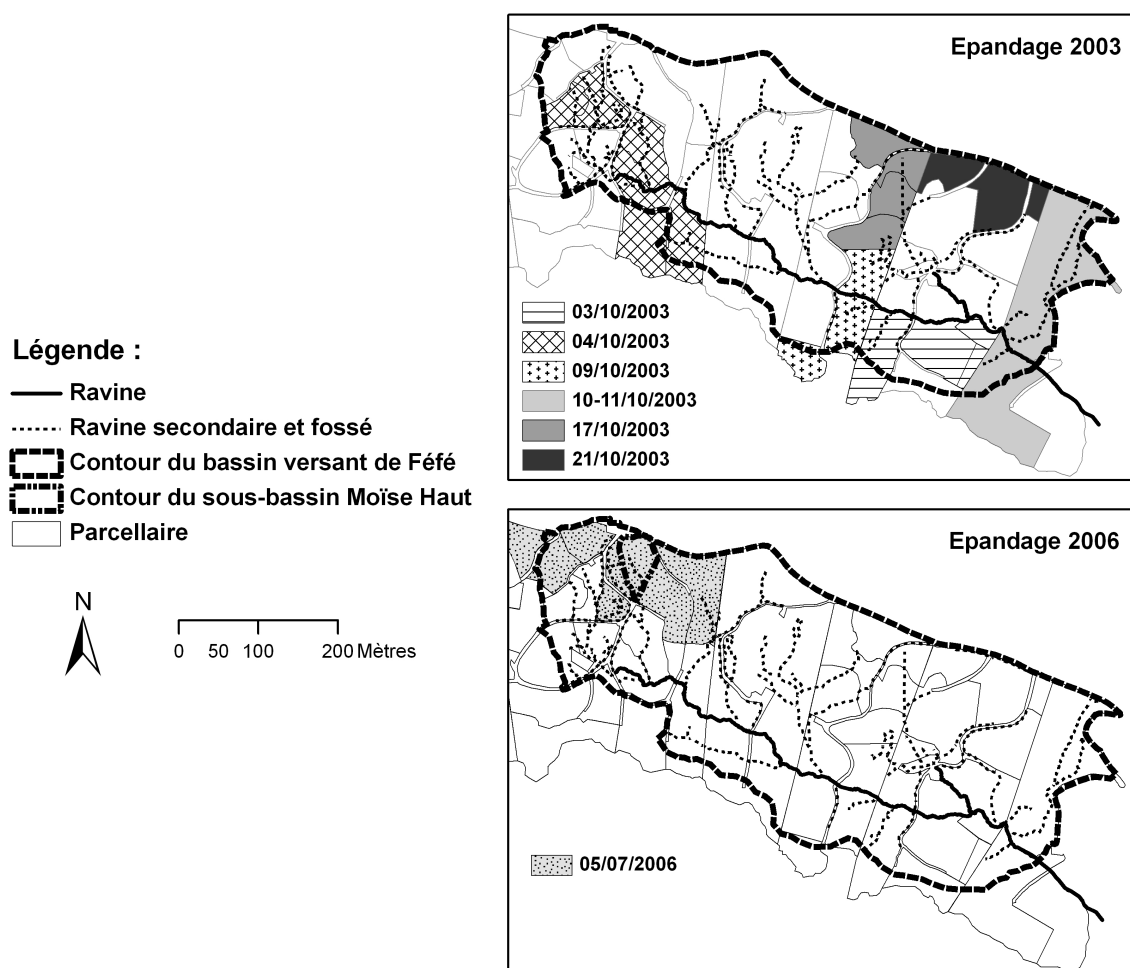 Epandage 2003
03/10/2003
04/10/2003
09/10/2003
10-11/10/2003
17/10/2003
21/10/2003
Légende :
Ravine
Ravine secondaire et fossé
Contour du bassin versant de Féfé
Contour du sous-bassin Moïse Haut
Parcellaire
N
0 50 100 200 Mètres
Epandage 2006
05/07/2006